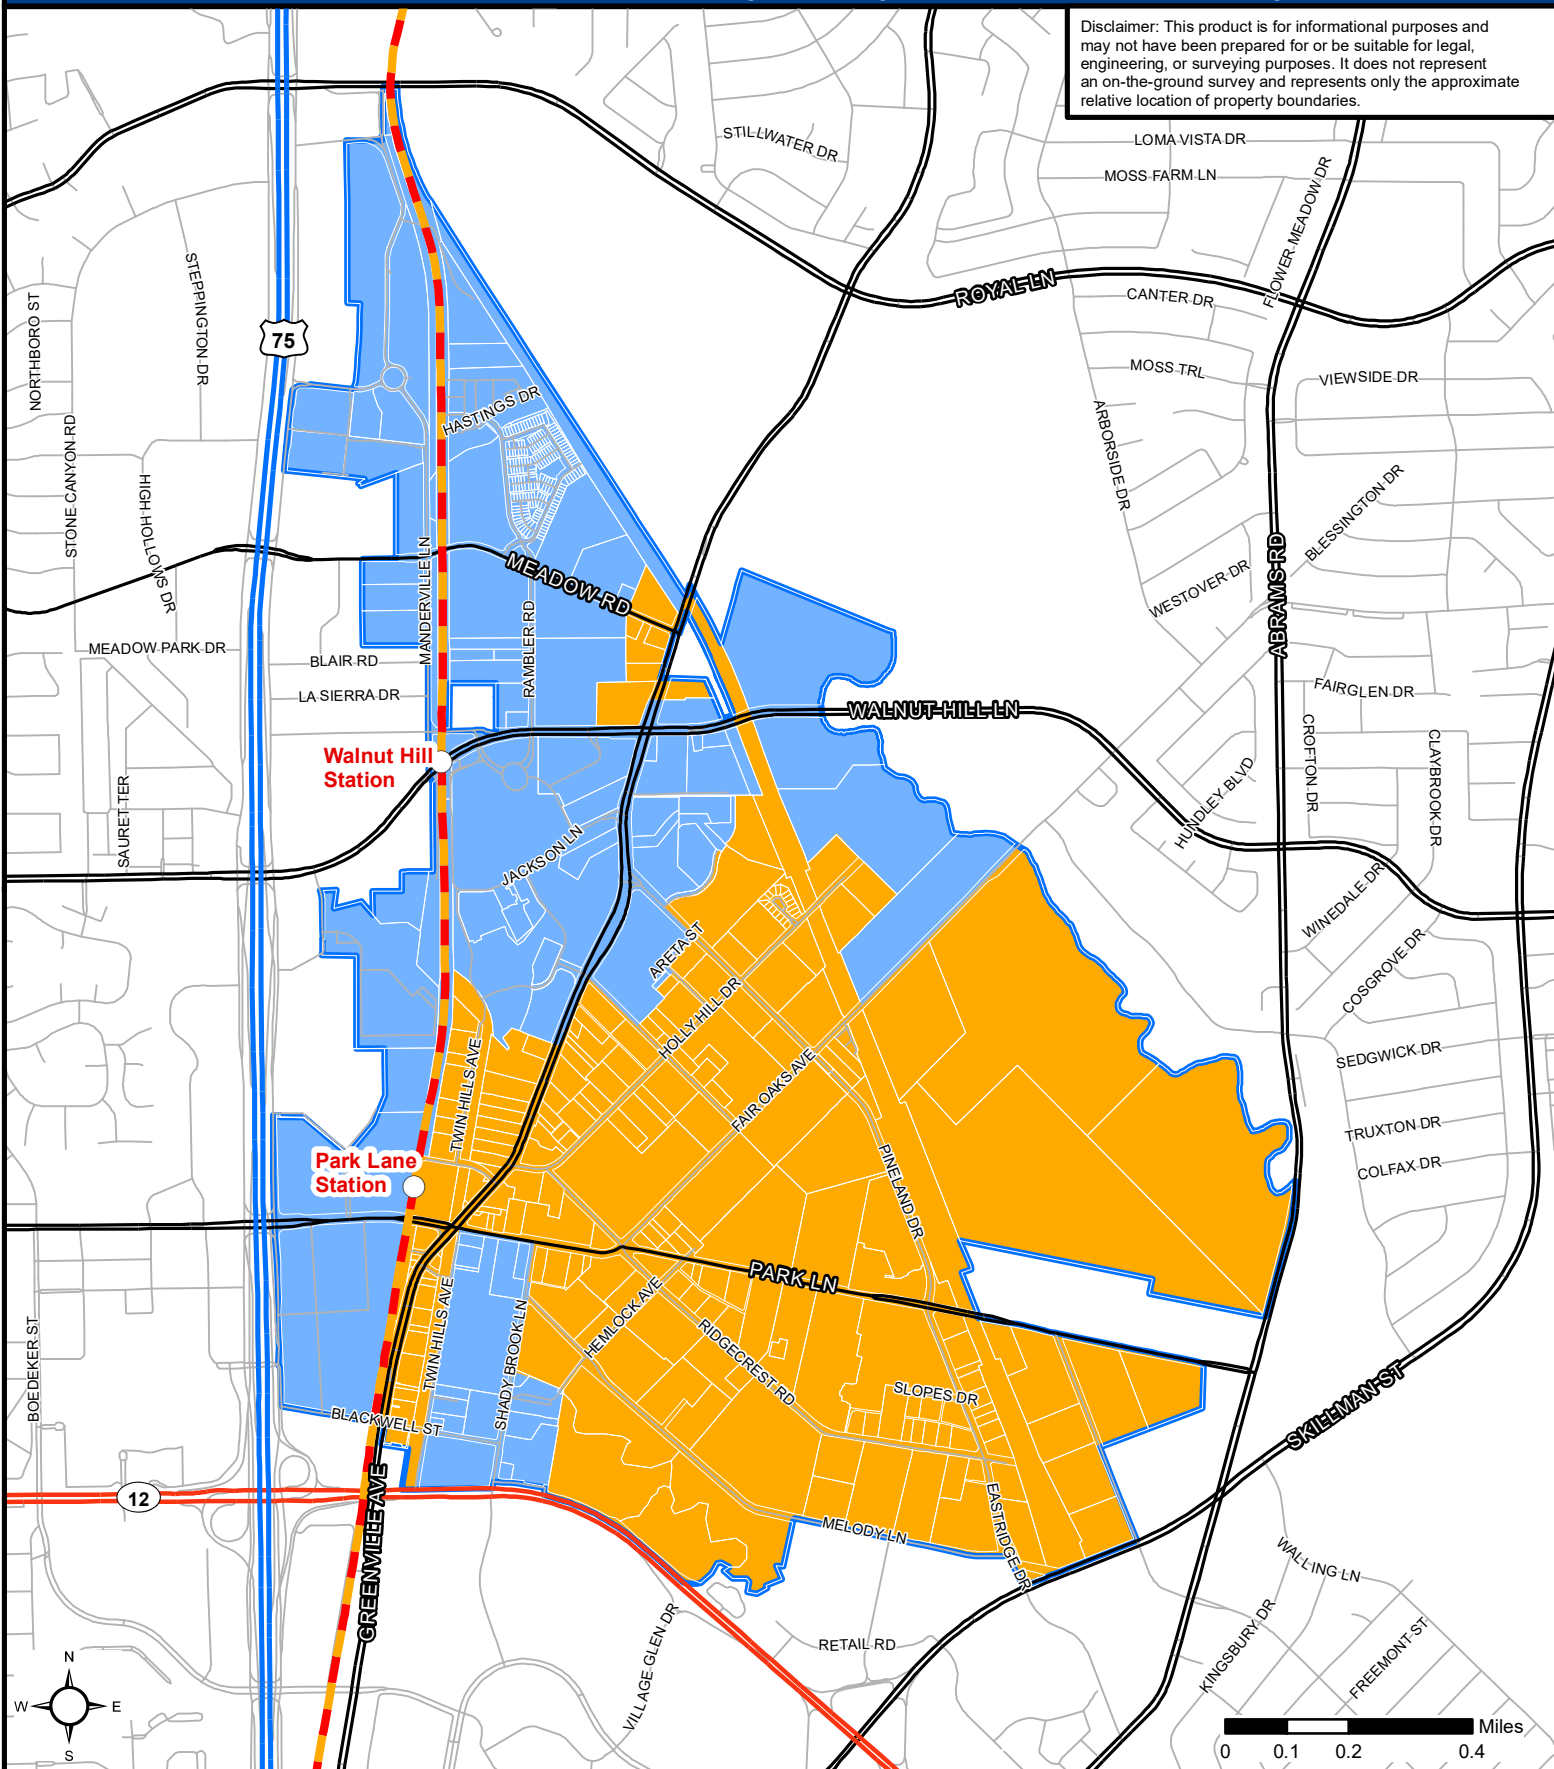 Disclaimer: This product is for informational purposes and
may not have been prepared for or be suitable for legal,
engineering, or surveying purposes. It does not represent
an on-the-ground survey and represents only the approximate
relative location of property boundaries.
STILLWATER DR
LOMA VISTA DR
MOSS FARM LN
FLOWER MEADOW DR
STEPPINGTON DR
NORTHBORO ST
ROYAL LN
CANTER DR
75
MOSS TRL
VIEWSIDE DR
HASTINGS DR
ARBORSIDE DR
STONE CANYON RD
HIGH HOLLOWS DR
BLESSINGTON DR
MANDERVILLE LN
MEADOW RD
WESTOVER DR
ABRAMS RD
RAMBLER RD
MEADOW PARK DR
BLAIR RD
LA SIERRA DR
FAIRGLEN DR
WALNUT HILL LN
CROFTON DR
CLAYBROOK DR
Walnut Hill
Station
SAURET TER
HUNDLEY BLVD
JACKSON LN
WINEDALE DR
ARETA ST
COSGROVE DR
HOLLY HILL DR
SEDGWICK DR
TWIN HILLS AVE
FAIR OAKS AVE
TRUXTON DR
COLFAX DR
Park Lane
Station
PINELAND DR
PARK LN
TWIN HILLS AVE
SHADY BROOK LN
HEMLOCK AVE
RIDGECREST RD
BOEDEKER ST
SLOPES DR
BLACKWELL ST
SKILLMAN ST
12
GREENVILLE AVE
MELODY LN
EASTRIDGE DR
WALLING LN
VILLAGE GLEN DR
RETAIL RD
KINGSBURY DR
FREEMONT ST
N
W
E
S
Miles
0
0.1
0.2
0.4